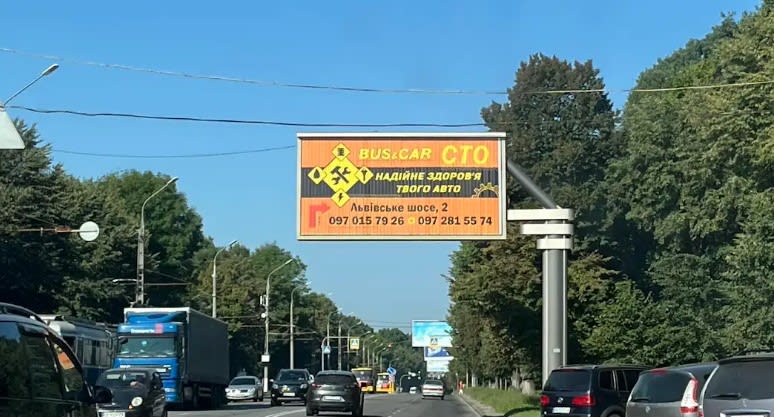 BUS&CAR СТО
НАДІЙНЕ ЗДОРОВ'Я
ТВОГО АВТО
Львівське шосе, 2
097 015 79 26 097 281 55 74